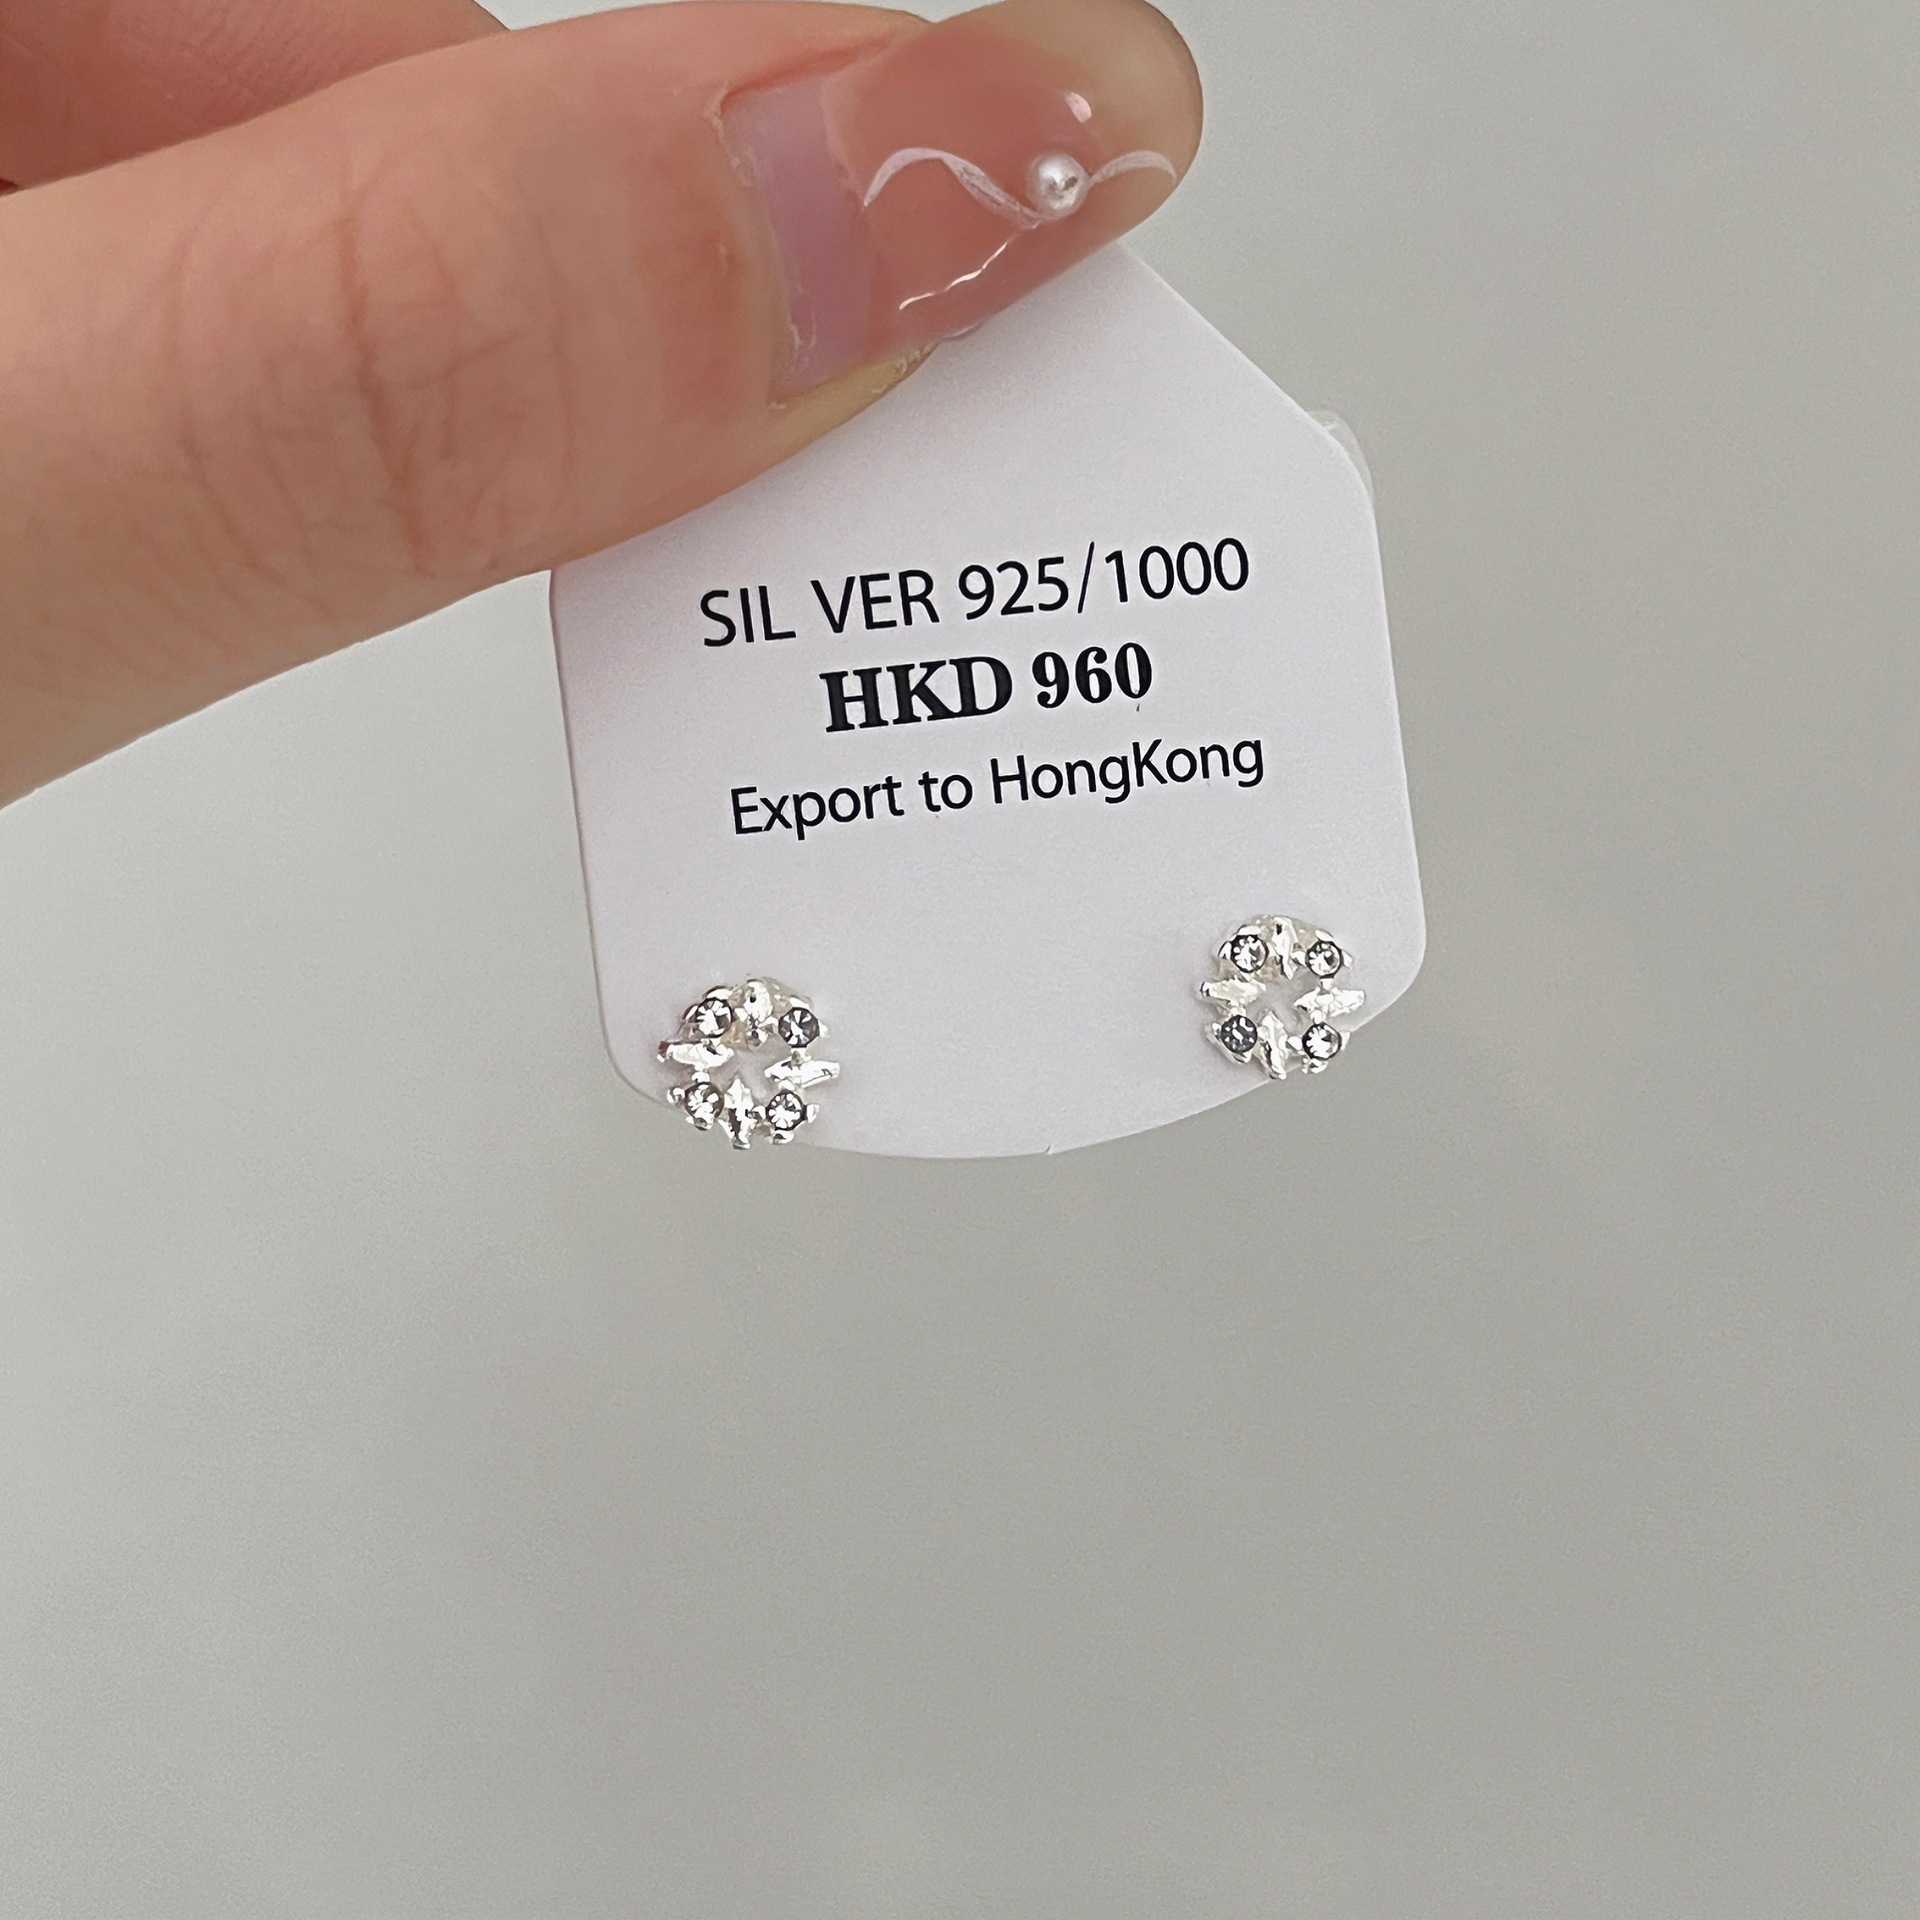 SIL VER 925/1000
HKD 960
Export to HongKong